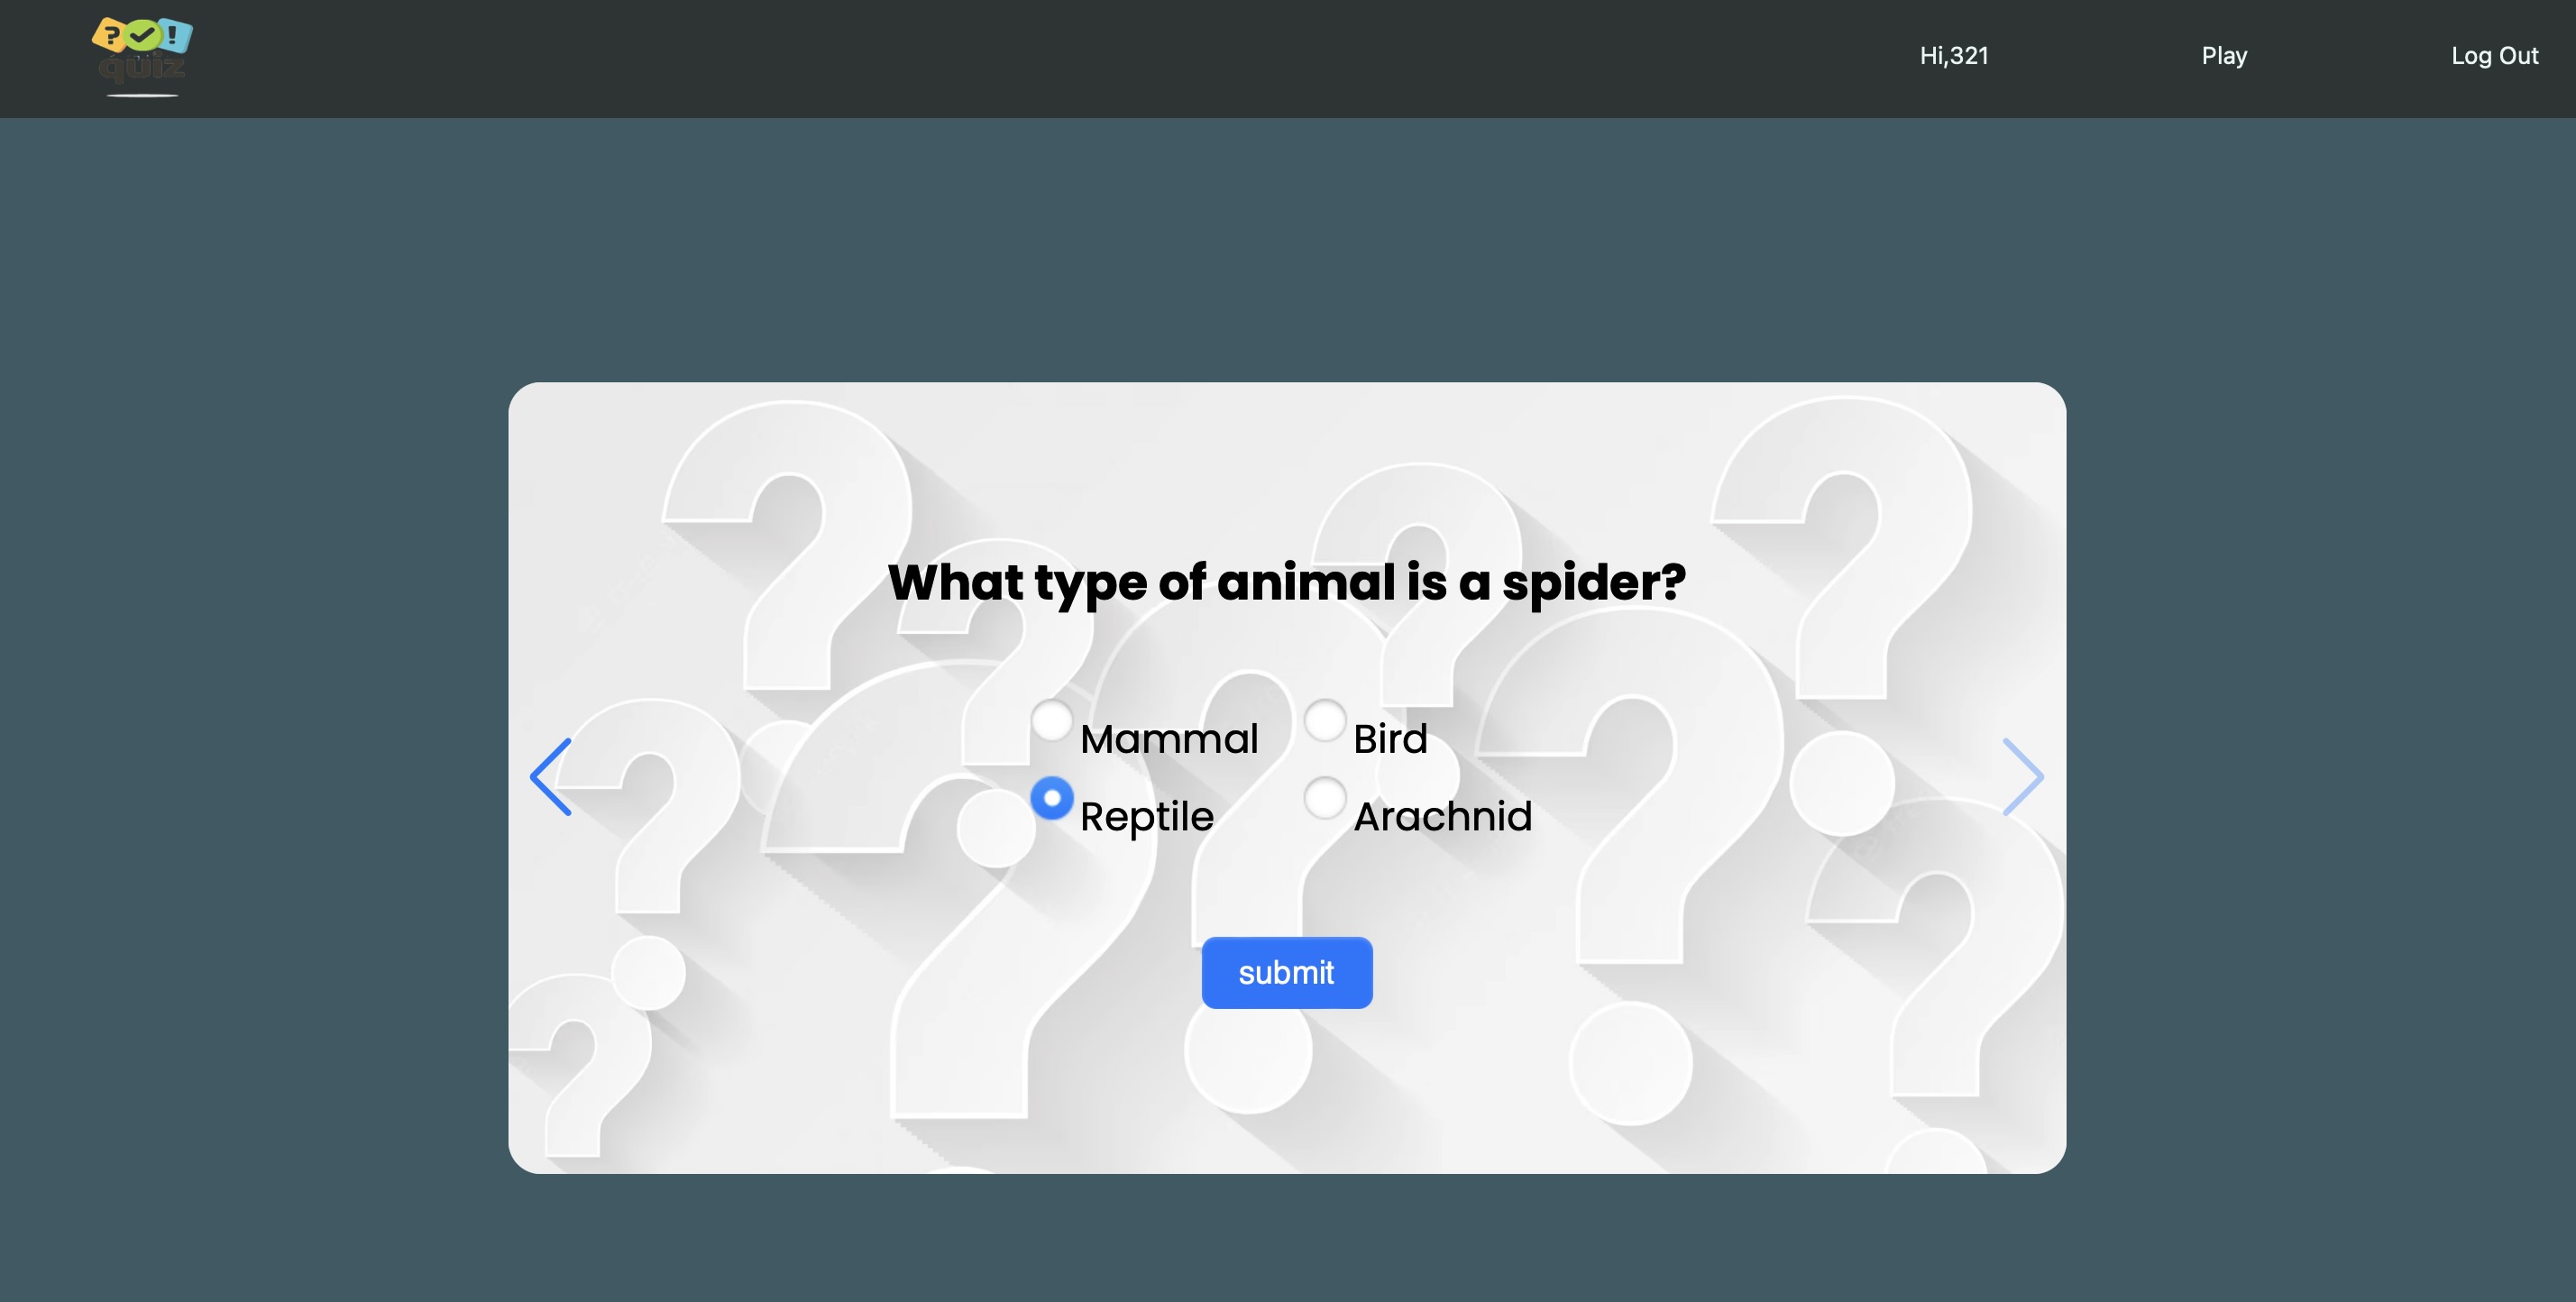 ? !
quiz
Hi,321
Play
Log Out
What type of animal is a spider?
Mammal
Bird
Reptile
Arachnid
submit